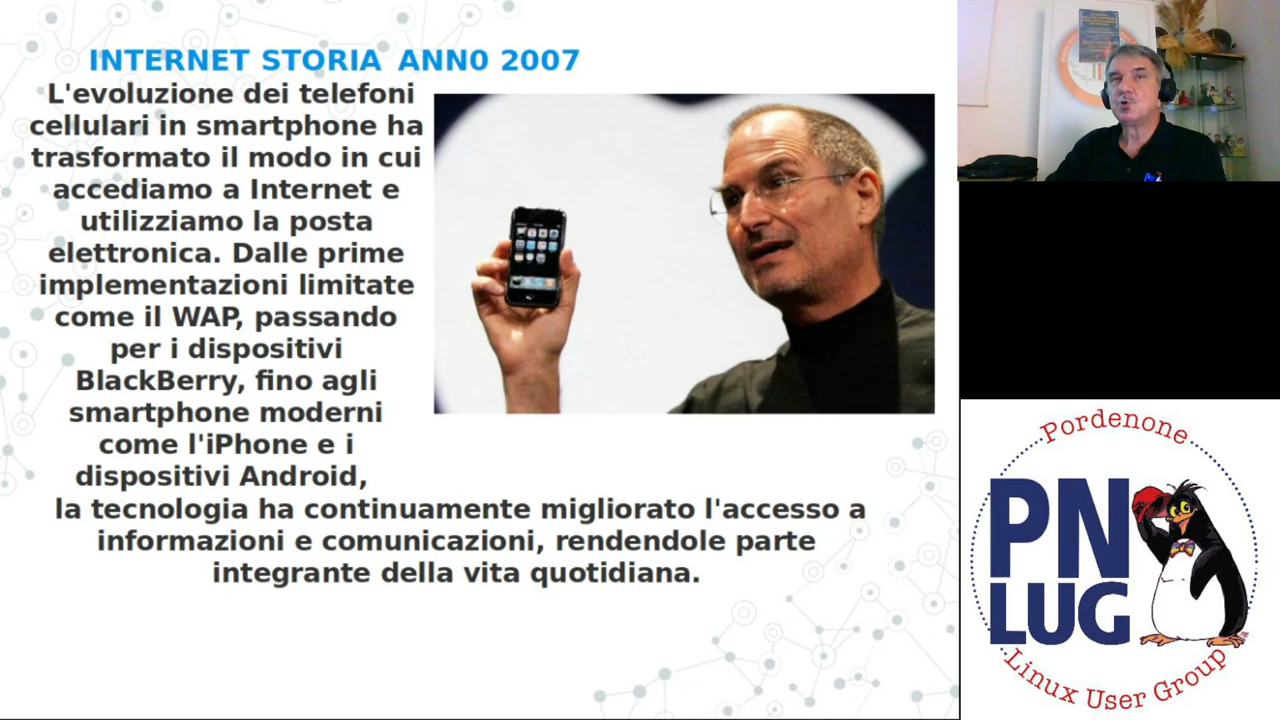 INTERNET STORIA ANN0 2007
L'evoluzione dei telefoni
cellulari in smartphone ha
trasformato il modo in cui
accediamo a Internet e
utilizziamo la posta
elettronica. Dalle prime
implementazioni limitate
come il WAP, passando
per i dispositivi
BlackBerry, fino agli
smartphone moderni
come l'iPhone e i
dispositivi Android,
la tecnologia ha continuamente migliorato l'accesso a
informazioni e comunicazioni, rendendole parte
integrante della vita quotidiana.
Pordenone
PN
LUG
Linux User Group